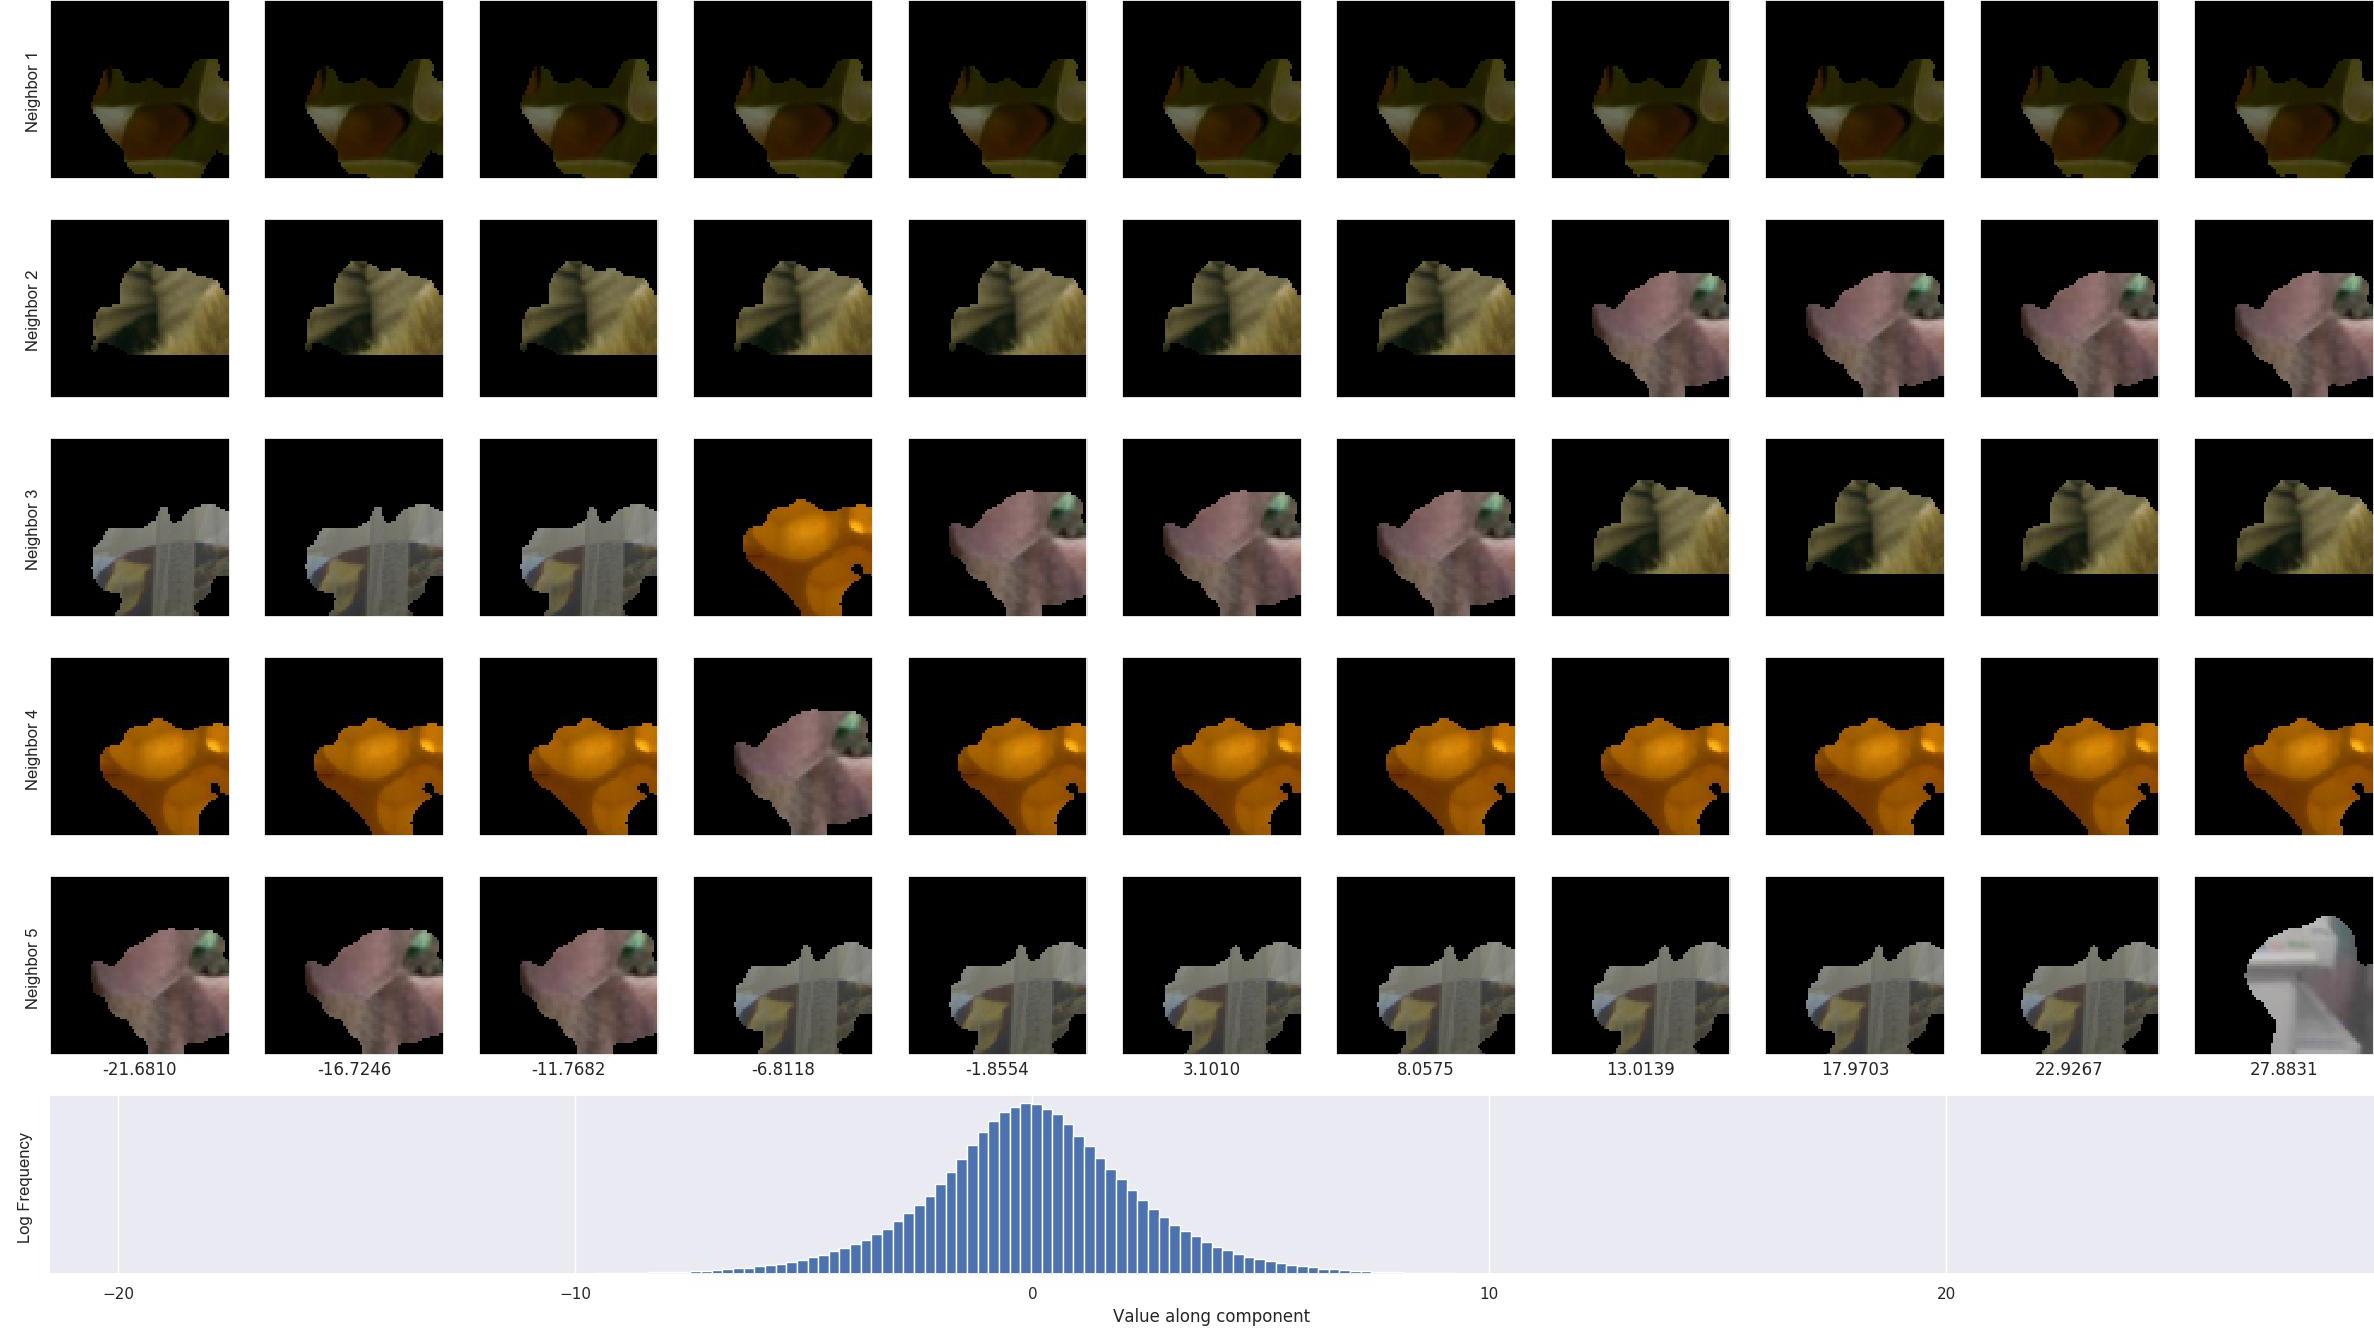 Neighbor 1
Neighbor 2
Neighbor 3
Neighbor 4
Neighbor 5
-21.6810 -16.7246 -11.7682 -6.8118 -1.8554 3.1010 8.0575 13.0139 17.9703 22.9267 27.8831
Log Frequency
−20 −10 0 10 20
Value along component